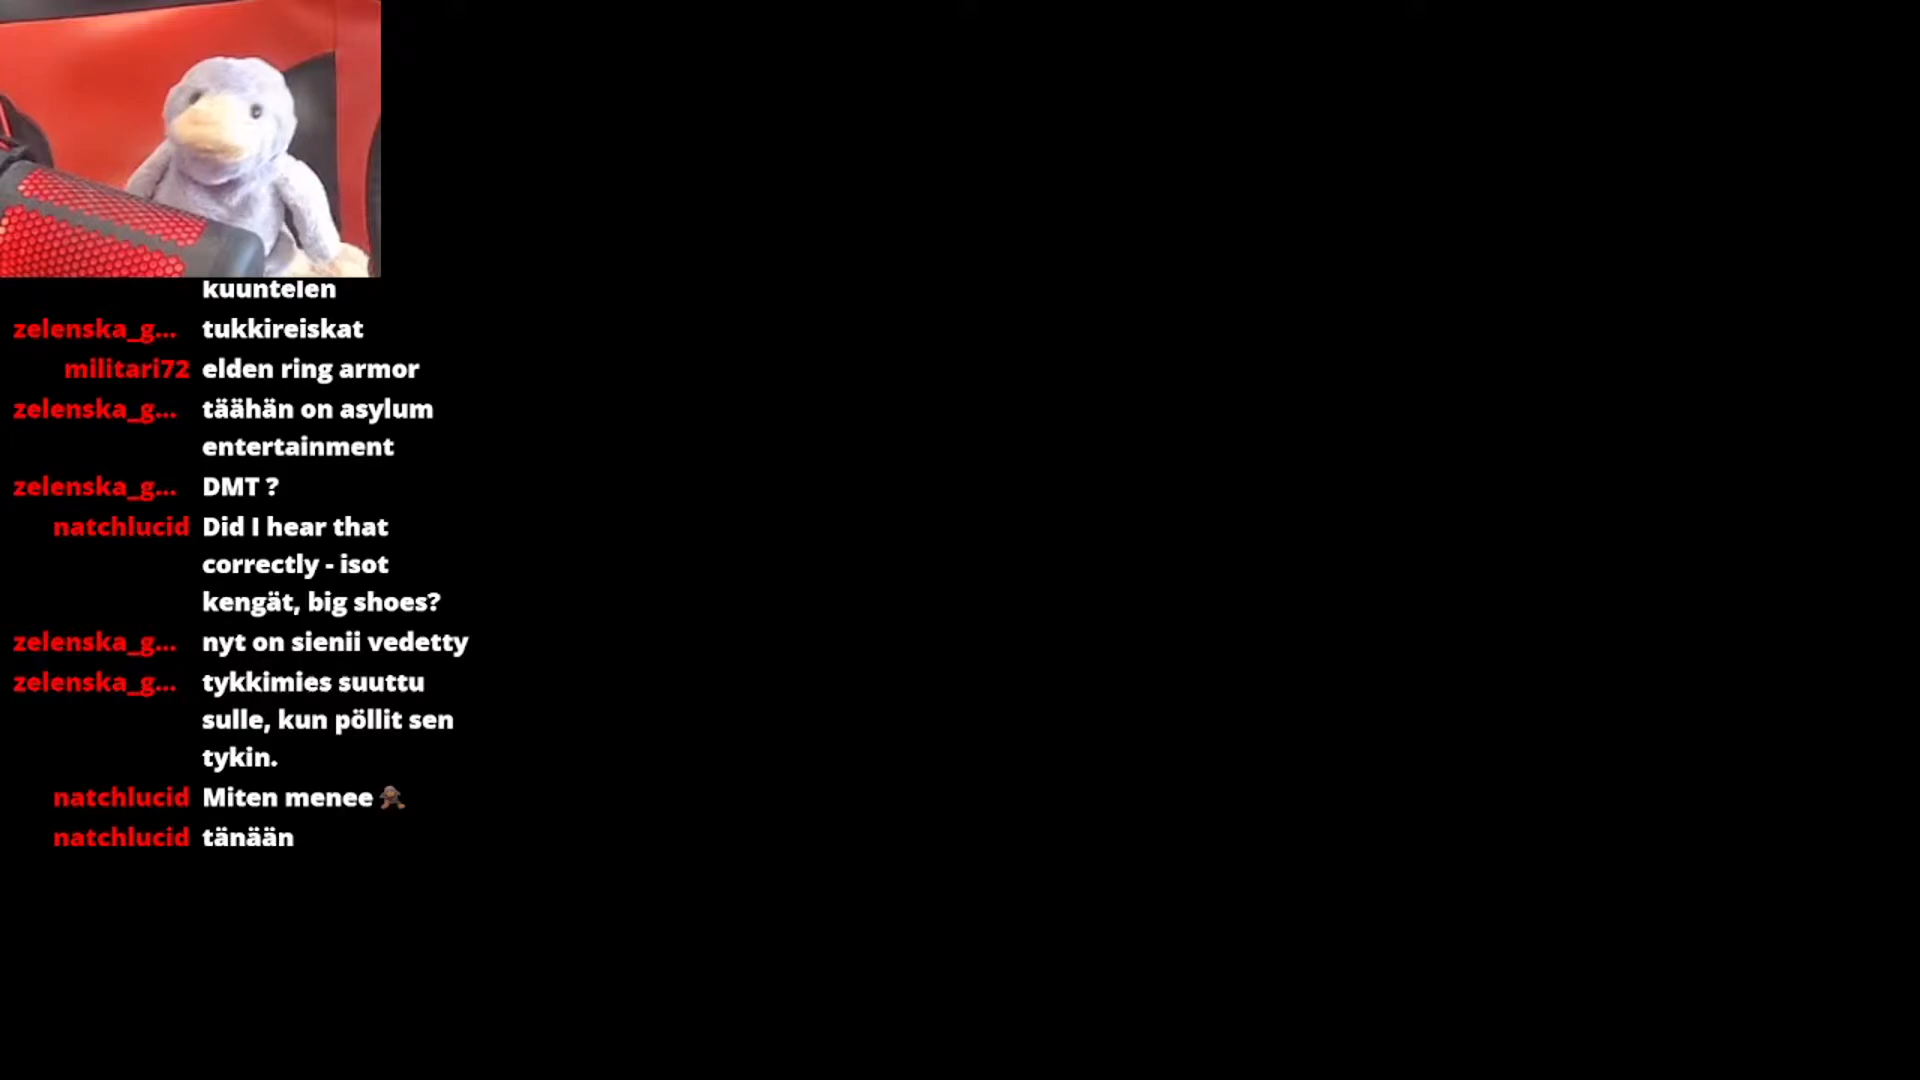 kuuntelen
zelenska_g... tukkireiskat
militari72 elden ring armor
zelenska_g... täähän on asylum
entertainment
zelenska_g... DMT ?
natchlucid Did I hear that
correctly - isot
kengät, big shoes?
zelenska_g... nyt on sienii vedetty
zelenska_g... tykkimies suuttu
sulle, kun pöllit sen
tykin.
natchlucid Miten menee
natchlucid tänään